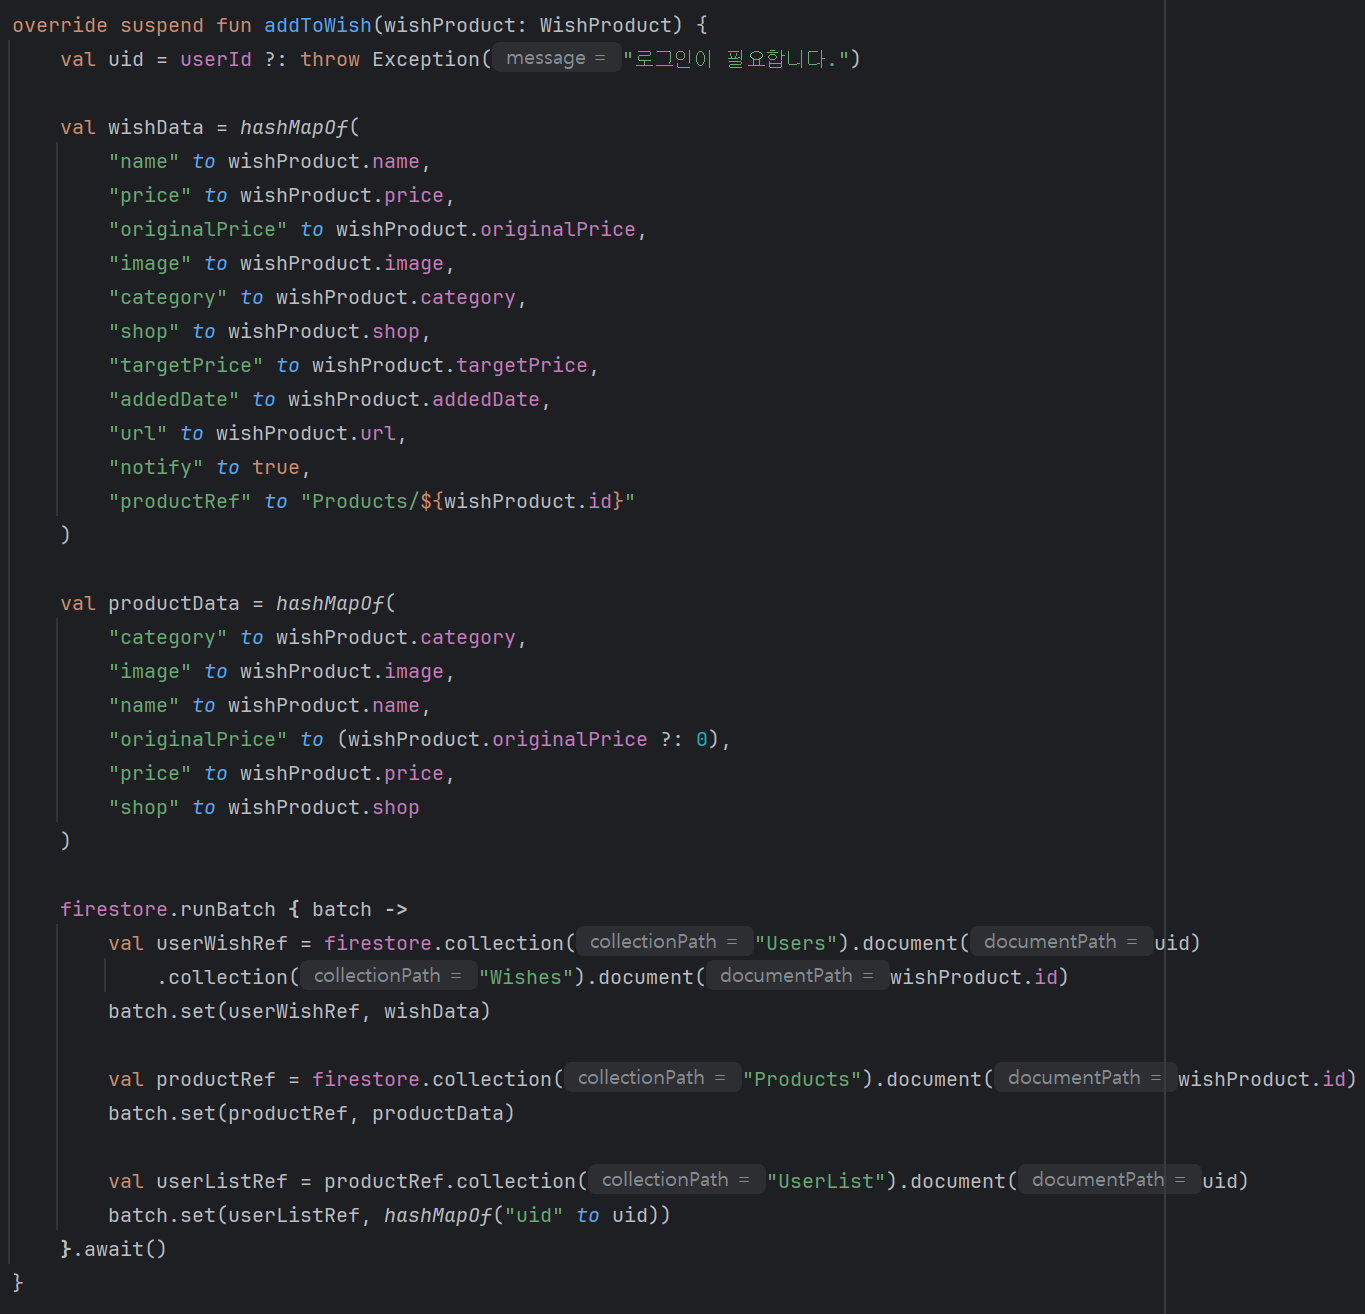 override suspend fun addToWish(wishProduct: WishProduct) {
    val uid = userId ?: throw Exception( message = "로그인이 필요합니다.")

    val wishData = hashMapOf(
        "name" to wishProduct.name,
        "price" to wishProduct.price,
        "originalPrice" to wishProduct.originalPrice,
        "image" to wishProduct.image,
        "category" to wishProduct.category,
        "shop" to wishProduct.shop,
        "targetPrice" to wishProduct.targetPrice,
        "addedDate" to wishProduct.addedDate,
        "url" to wishProduct.url,
        "notify" to true,
        "productRef" to "Products/${wishProduct.id}"
    )

    val productData = hashMapOf(
        "category" to wishProduct.category,
        "image" to wishProduct.image,
        "name" to wishProduct.name,
        "originalPrice" to (wishProduct.originalPrice ?: 0),
        "price" to wishProduct.price,
        "shop" to wishProduct.shop
    )

    firestore.runBatch { batch ->
        val userWishRef = firestore.collection( collectionPath = "Users").document( documentPath = uid)
            .collection( collectionPath = "Wishes").document( documentPath = wishProduct.id)
        batch.set(userWishRef, wishData)

        val productRef = firestore.collection( collectionPath = "Products").document( documentPath = wishProduct.id)
        batch.set(productRef, productData)

        val userListRef = productRef.collection( collectionPath = "UserList").document( documentPath = uid)
        batch.set(userListRef, hashMapOf("uid" to uid))
    }.await()
}